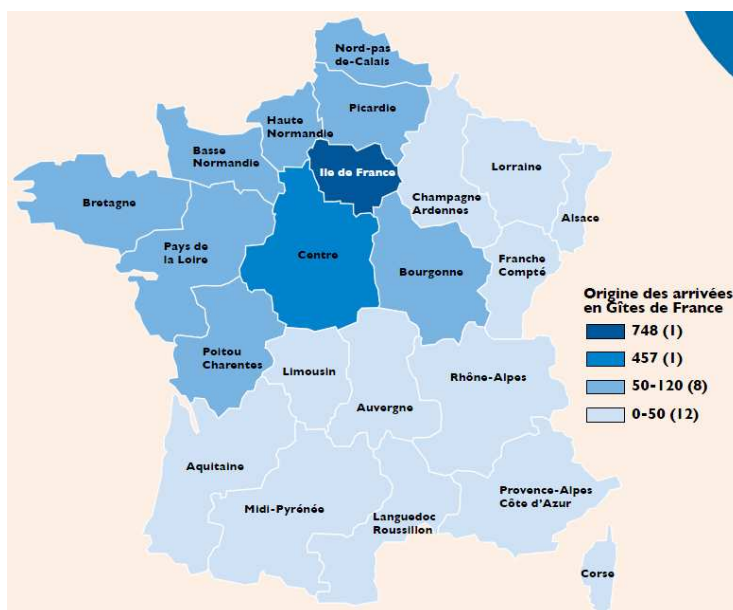 Nord-pas
de-Calais
Picardie
Haute
Normandie
Basse
Normandie
Ile de France
Lorraine
Champagne
Ardennes
Alsace
Bretagne
Pays de
la Loire
Centre
Bourgonne
Franche
Compté
Origine des arrivées
en Gîtes de France
748 (1)
457 (1)
50-120 (8)
0-50 (12)
Poitou
Charentes
Limousin
Rhône-Alpes
Auvergne
Aquitaine
Midi-Pyrénée
Languedoc
Roussillon
Provence-Alpes
Côte d'Azur
Corse